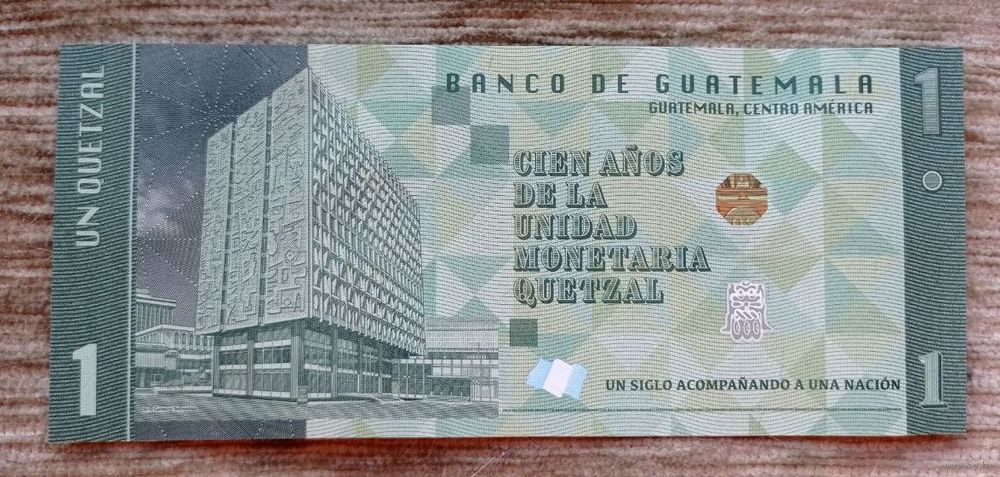 UN QUETZAL
1
BANCO DE GUATEMALA
GUATEMALA, CENTRO AMÉRICA
CIEN AÑOS
DE LA
UNIDAD
MONETARIA
QUETZAL
UN SIGLO ACOMPAÑANDO A UNA NACIÓN
1
1